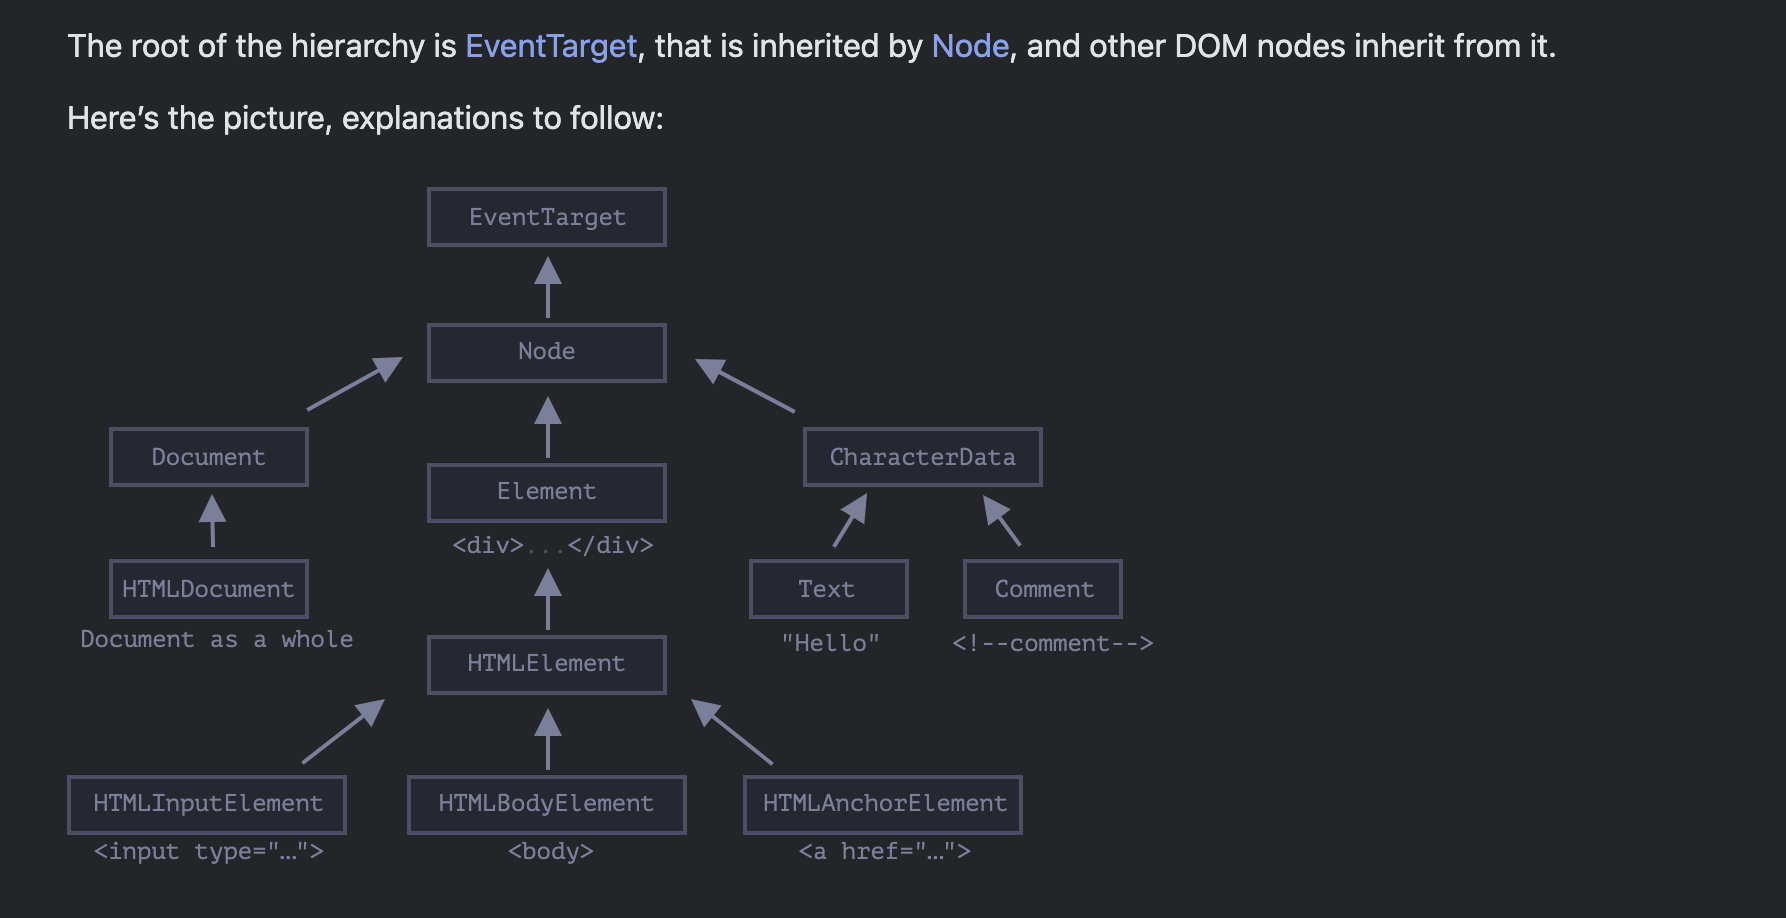 The root of the hierarchy is EventTarget, that is inherited by Node, and other DOM nodes inherit from it.
Here’s the picture, explanations to follow:
EventTarget
Node
Document
CharacterData
Element
<div>...</div>
HTMLDocument
Text
Comment
Document as a whole
"Hello"
<!--comment-->
HTMLElement
HTMLInputElement
HTMLBodyElement
HTMLAnchorElement
<input type="…">
<body>
<a href="…">